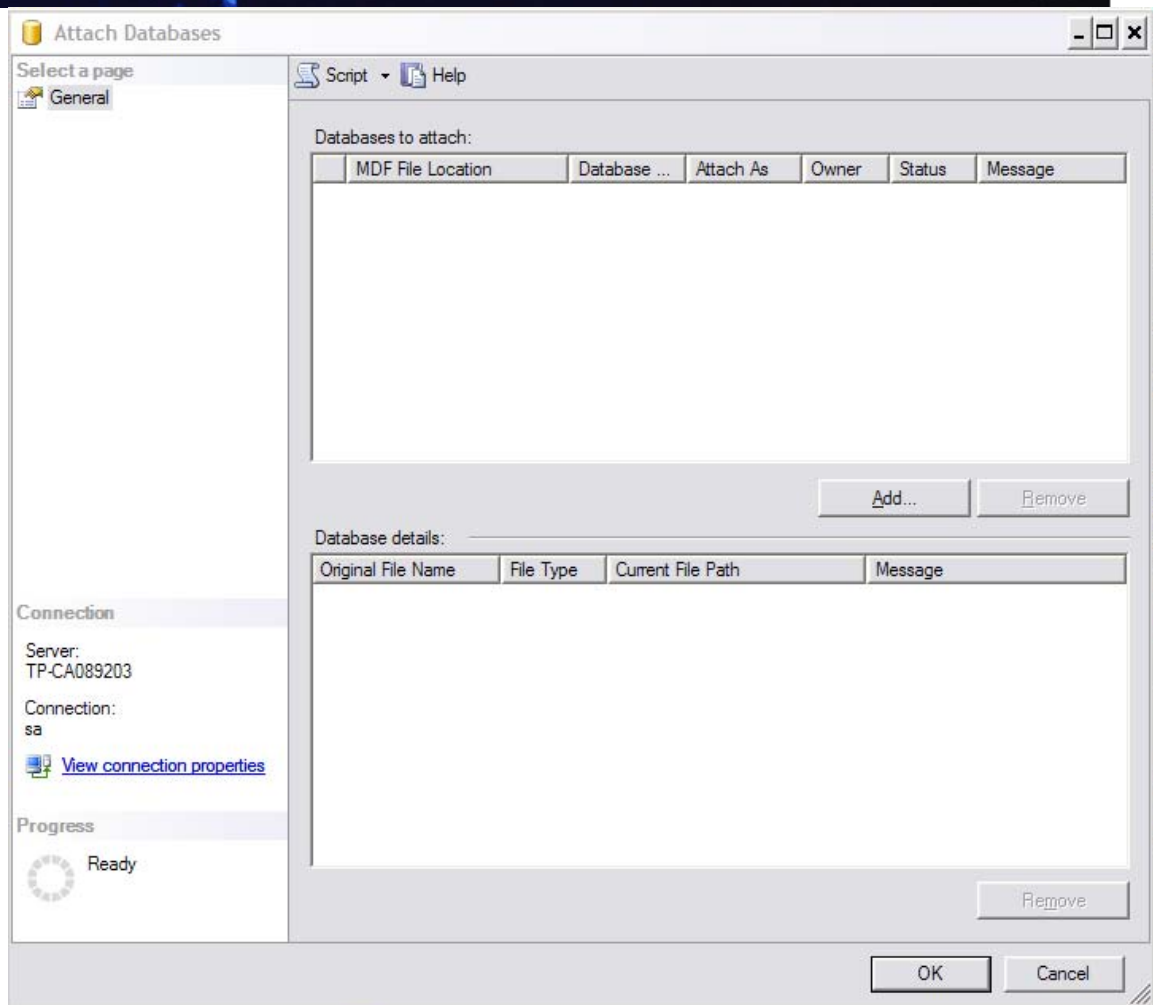 Attach Databases
Select a page
General
Script
Help
Databases to attach:
MDF File Location
Database ...
Attach As
Owner
Status
Message
Add...
Remove
Database details:
Original File Name
File Type
Current File Path
Message
Connection
Server:
TP-CA089203
Connection:
sa
View connection properties
Progress
Ready
Remove
OK
Cancel